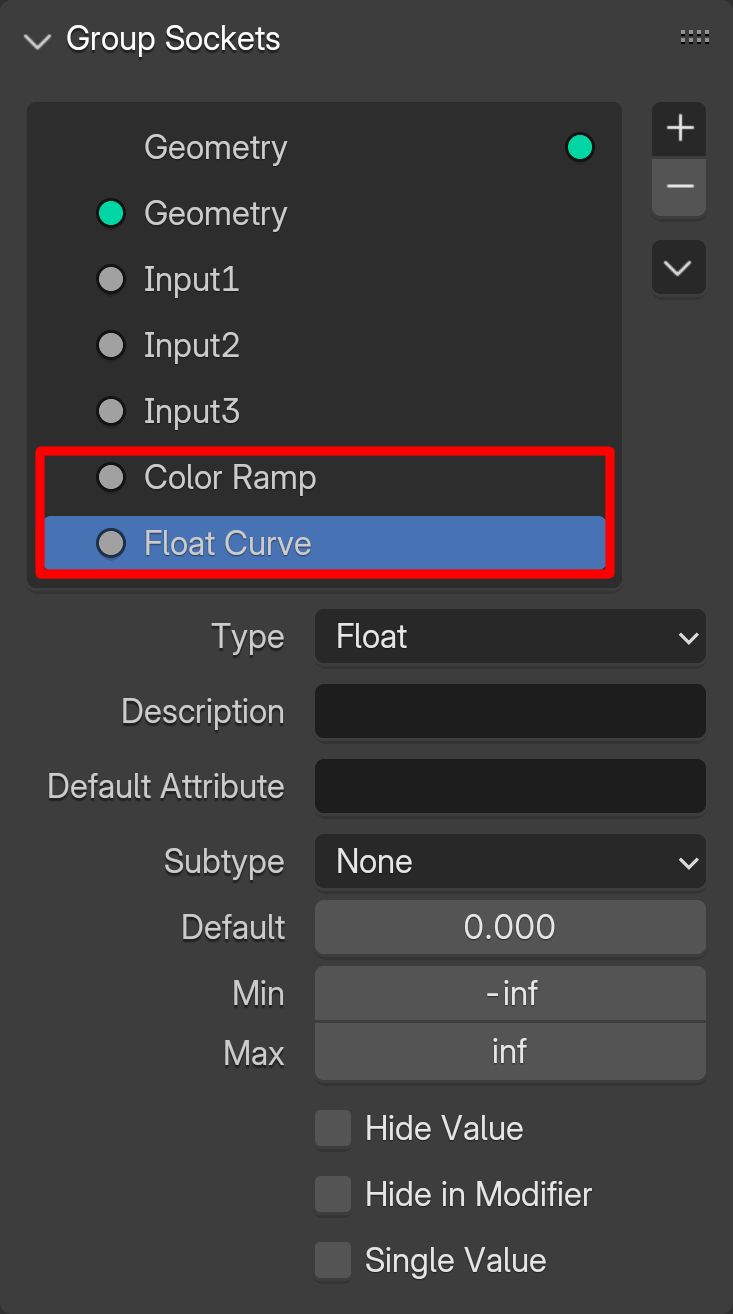 Group Sockets
Geometry
Geometry
Input1
Input2
Input3
Color Ramp
Float Curve
Type Float
Description
Default Attribute
Subtype None
Default 0.000
Min -inf
Max inf
Hide Value
Hide in Modifier
Single Value